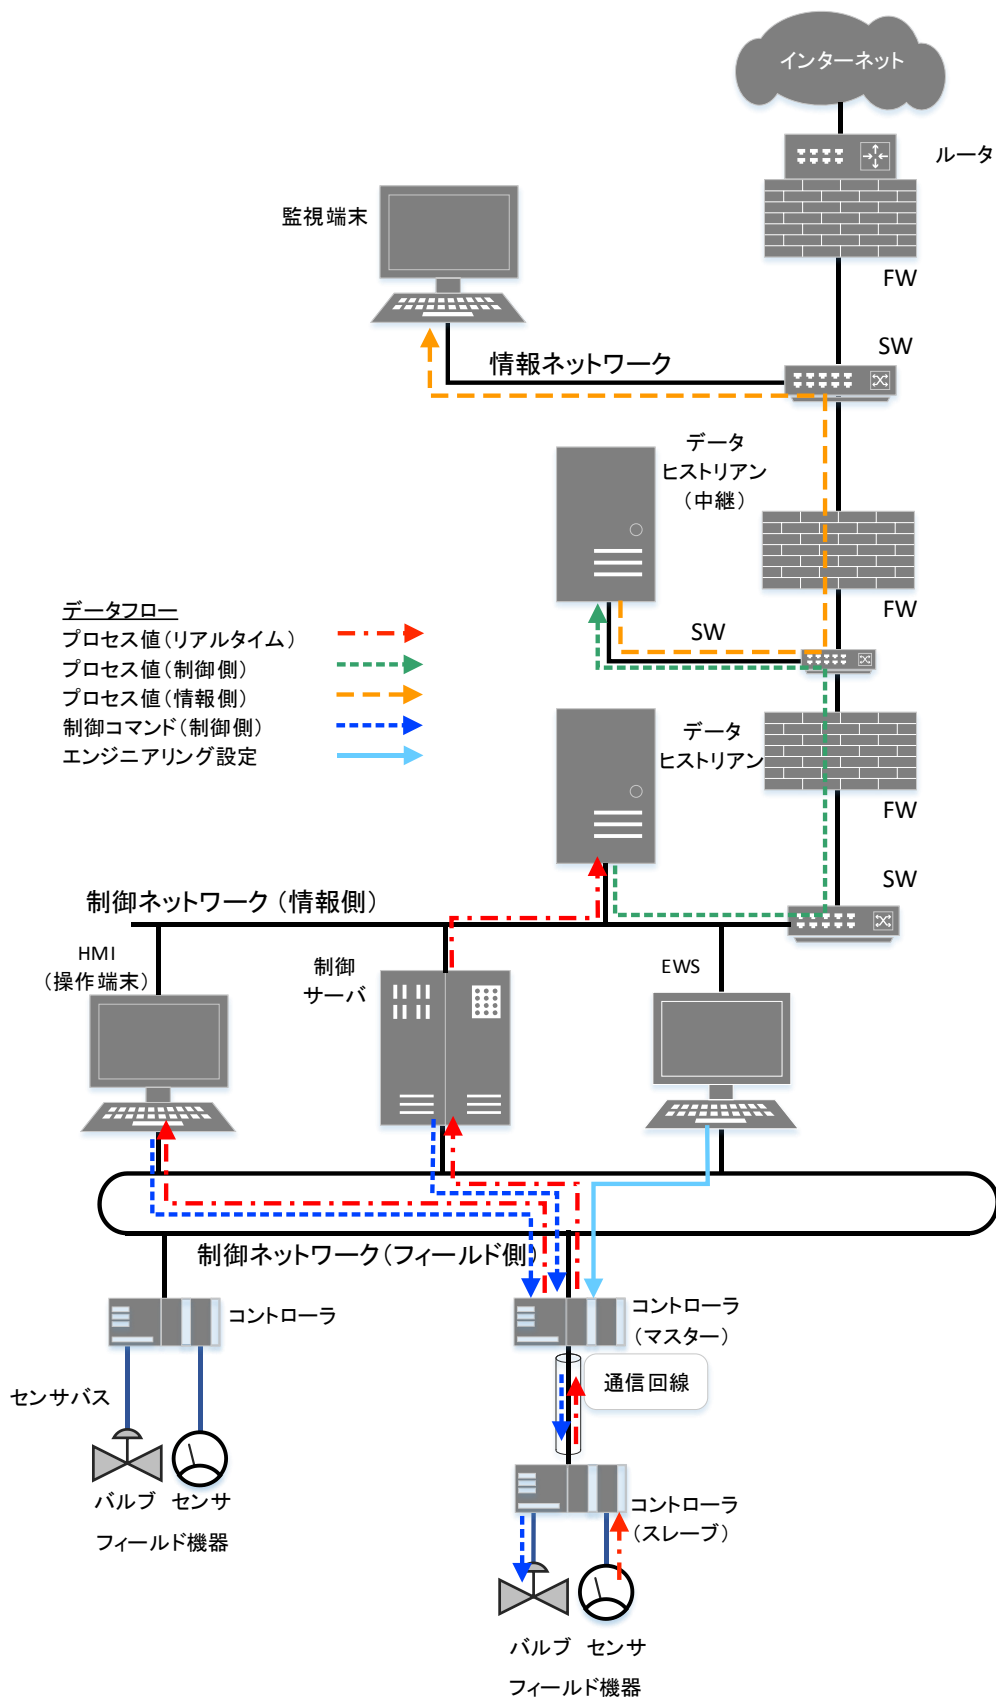 インターネット
ルータ
監視端末
FW
SW
情報ネットワーク
データ
ヒストリアン
（中継）
データフロー
プロセス値（リアルタイム）
プロセス値（制御側）
プロセス値（情報側）
制御コマンド（制御側）
エンジニアリング設定
SW
FW
データ
ヒストリアン
FW
SW
制御ネットワーク（情報側）
HMI
（操作端末）
制御
サーバ
EWS
制御ネットワーク（フィールド側）
コントローラ
コントローラ
（マスター）
通信回線
センサバス
バルブ センサ
フィールド機器
コントローラ
（スレーブ）
バルブ センサ
フィールド機器